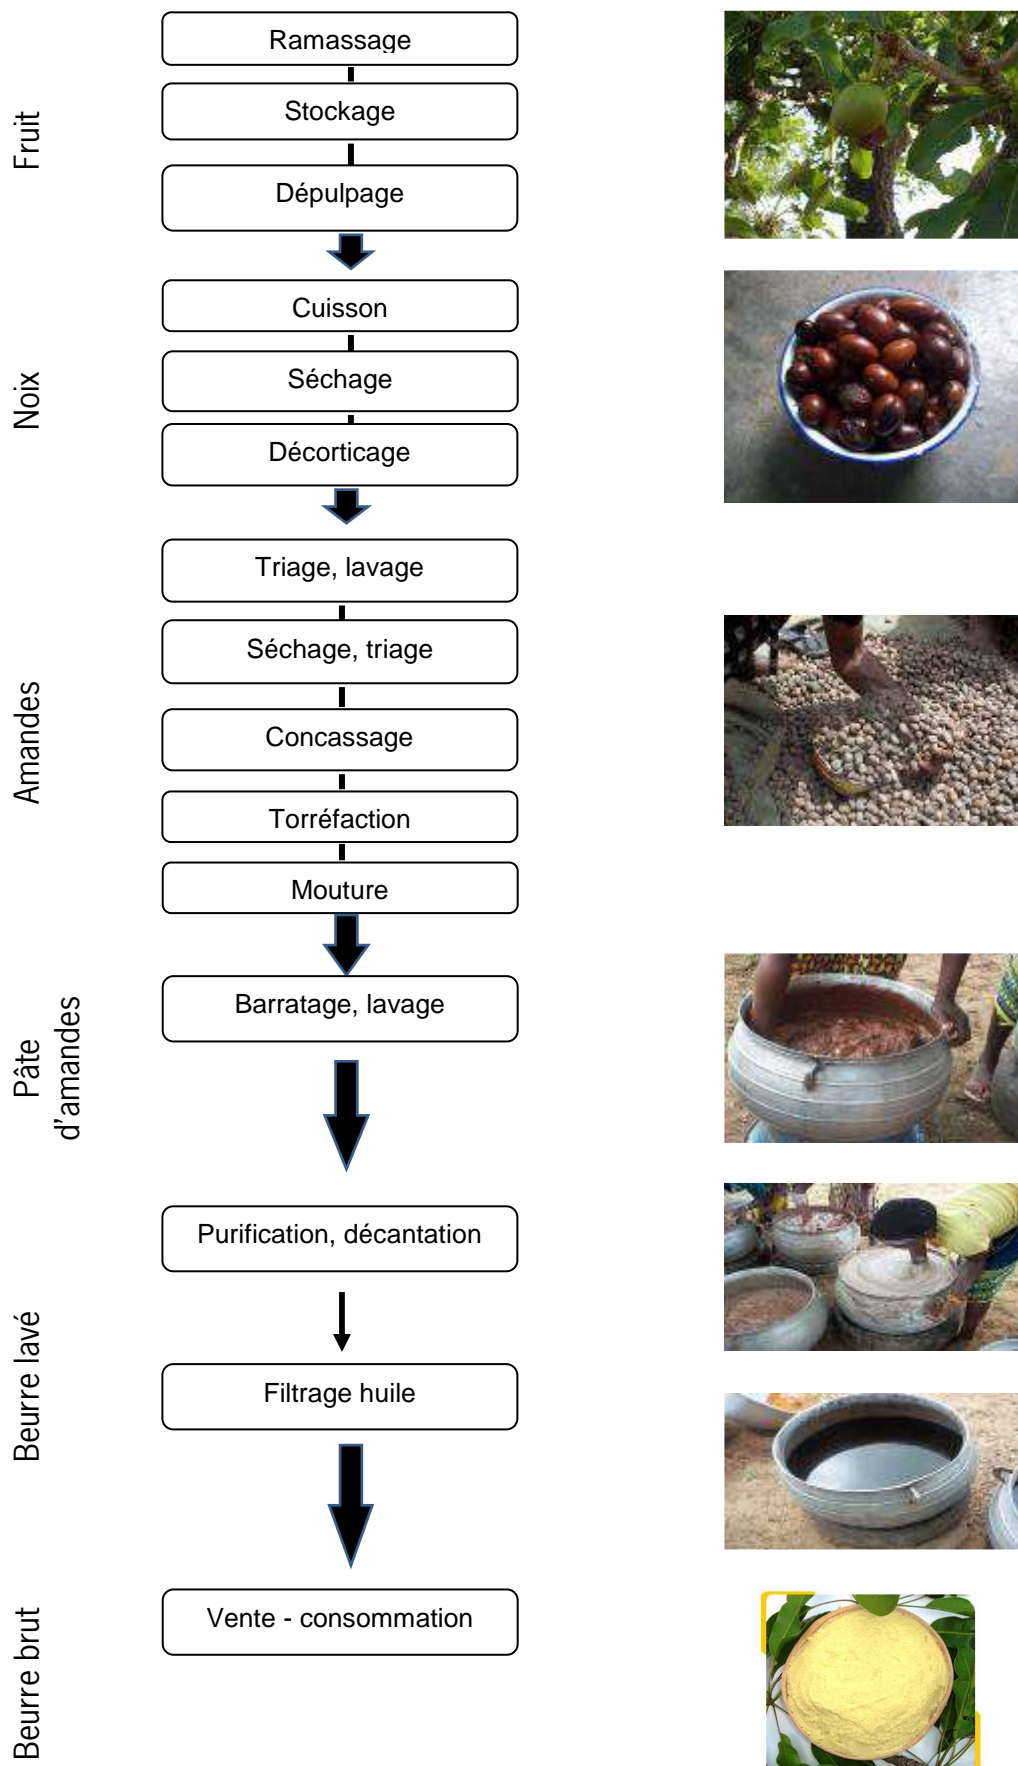 Fruit
Ramassage
Stockage
Dépulpage
Noix
Cuisson
Séchage
Décorticage
Amandes
Triage, lavage
Séchage, triage
Concassage
Torréfaction
Mouture
Pâte
d’amandes
Barratage, lavage
Beurre lavé
Purification, décantation
Filtrage huile
Beurre brut
Vente - consommation